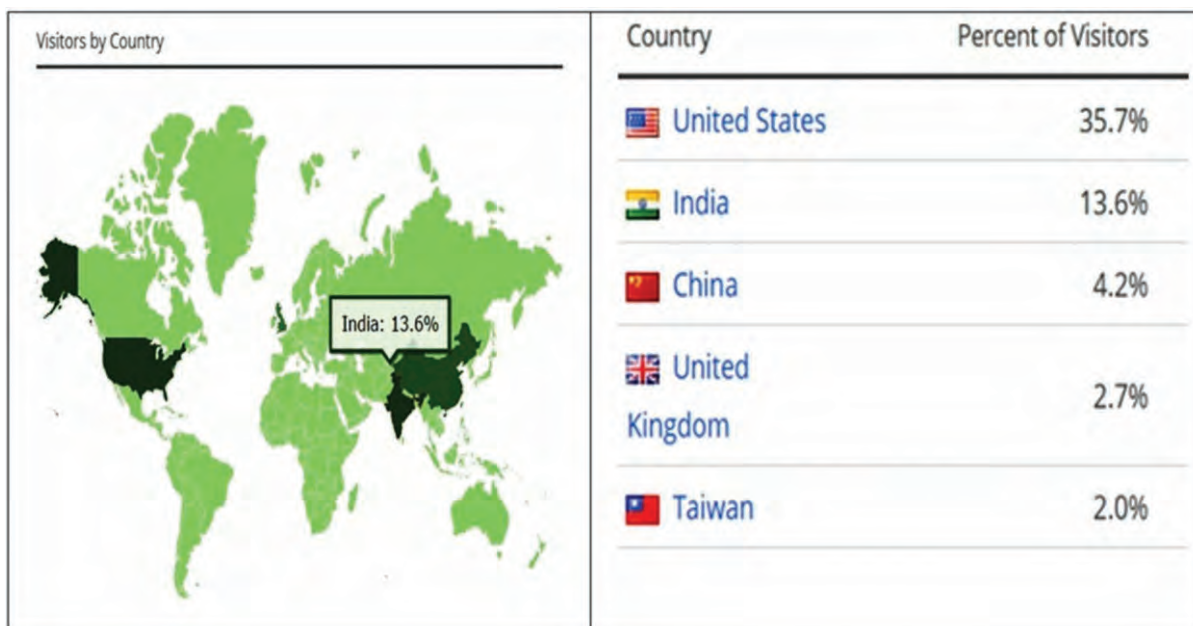 Visitors by Country
India: 13.6%
Country Percent of Visitors
United States 35.7%
India 13.6%
China 4.2%
United
Kingdom 2.7%
Taiwan 2.0%